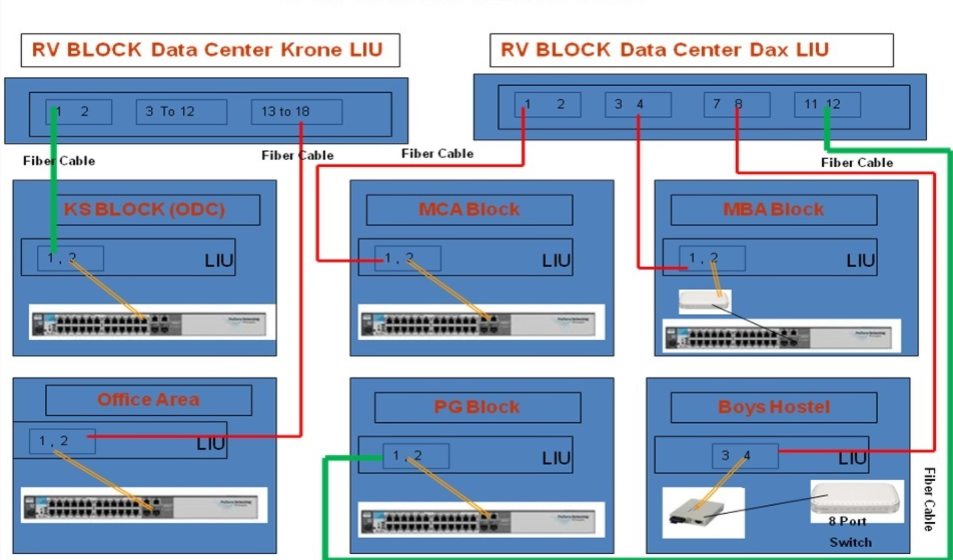 RV BLOCK Data Center Krone LIU
RV BLOCK Data Center Dax LIU
1 2
3 To 12
13 to 18
1 2
3 4
7 8
11 12
Fiber Cable
Fiber Cable
Fiber Cable
Fiber Cable
KS BLOCK (ODC)
1 , 2
LIU
MCA Block
1 , 2
LIU
MBA Block
1 , 2
LIU
Office Area
1 , 2
LIU
PG Block
1 , 2
LIU
Boys Hostel
3 4
LIU
Fiber Cable
8 Port
Switch